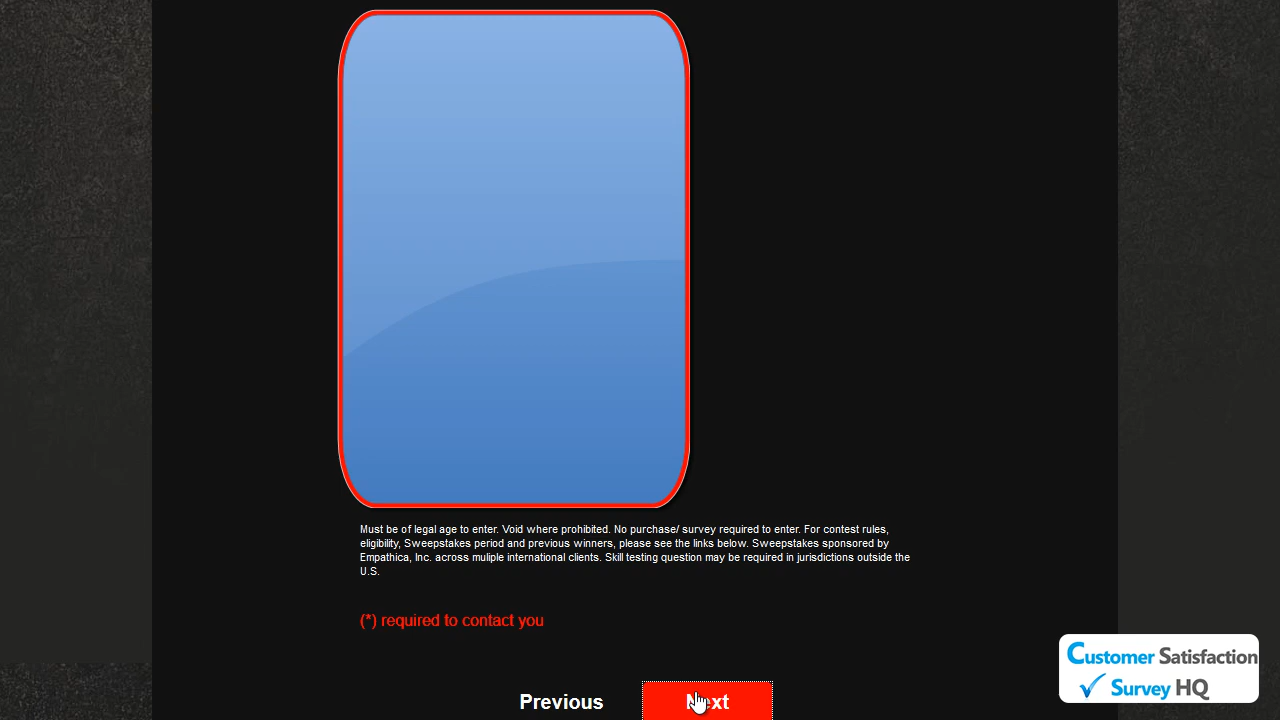 Must be of legal age to enter. Void where prohibited. No purchase/ survey required to enter. For contest rules,
eligibility, Sweepstakes period and previous winners, please see the links below. Sweepstakes sponsored by
Empathica, Inc. across muliple international clients. Skill testing question may be required in jurisdictions outside the
U.S.
(*) required to contact you
Customer Satisfaction
Survey HQ
Previous Next